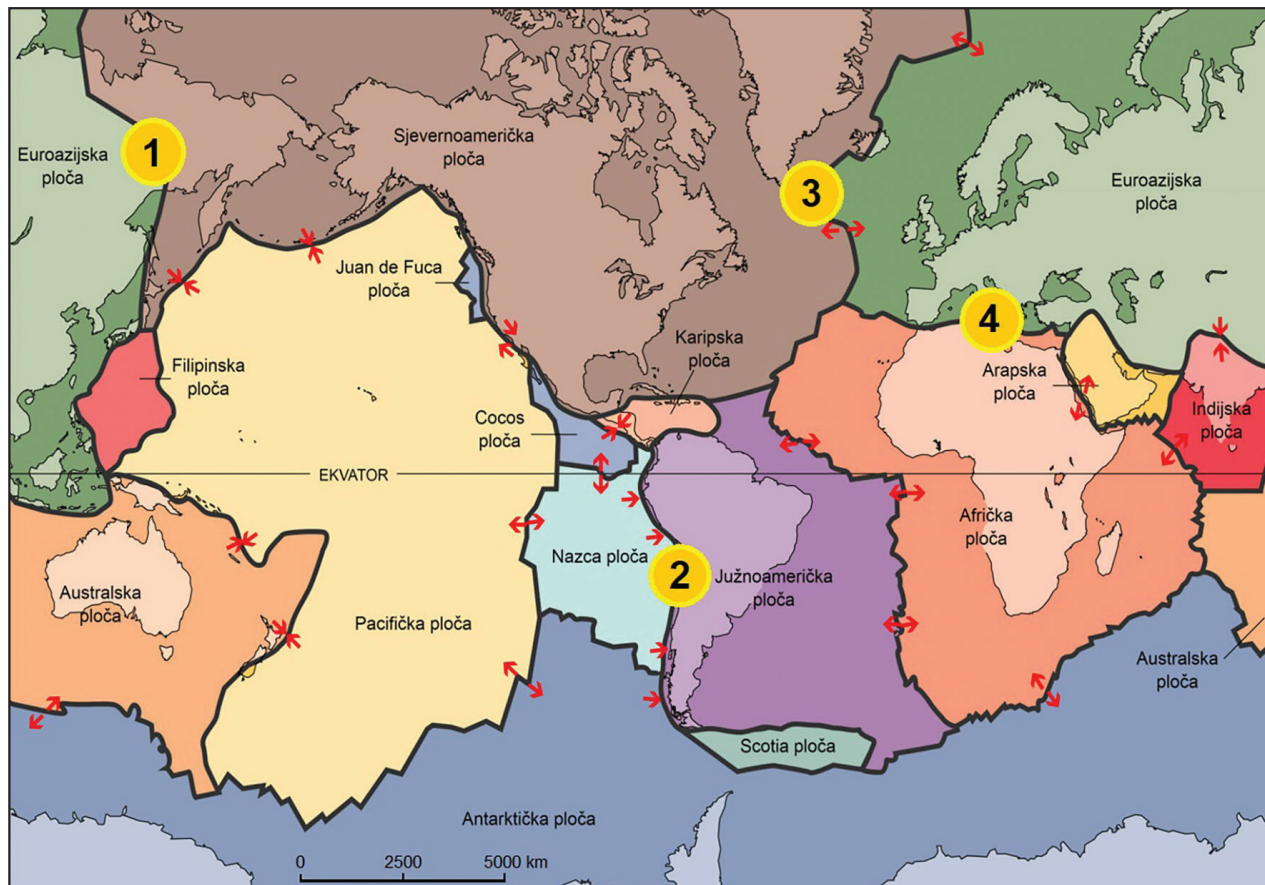 1
Euroazijska
ploča
Sjevernoamerička
ploča
3
Euroazijska
ploča
Juan de Fuca
ploča
4
Filipinska
ploča
Karipska
ploča
Arapska
ploča
Cocos
ploča
Indijska
ploča
EKVATOR
Afrička
ploča
Nazca ploča
2
Južnoamerička
ploča
Australska
ploča
Pacifička ploča
Australska
ploča
Scotia ploča
Antarktička ploča
0 2500 5000 km